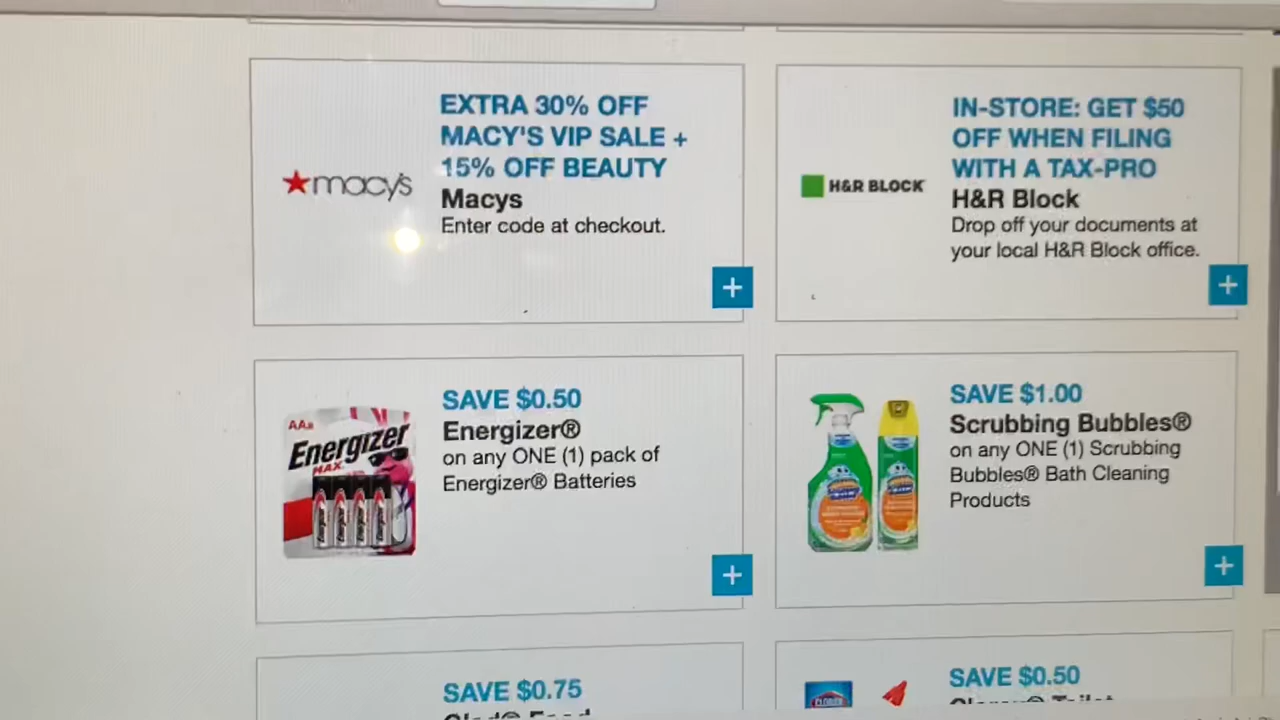 ★macy's
EXTRA 30% OFF
MACY'S VIP SALE +
15% OFF BEAUTY
Macys
Enter code at checkout.
+
H&R BLOCK
IN-STORE: GET $50
OFF WHEN FILING
WITH A TAX-PRO
H&R Block
Drop off your documents at
your local H&R Block office.
+
AA8
Energizer
MAX
SAVE $0.50
Energizer®
on any ONE (1) pack of
Energizer® Batteries
+
SAVE $1.00
Scrubbing Bubbles®
on any ONE (1) Scrubbing
Bubbles® Bath Cleaning
Products
+
SAVE $0.75
SAVE $0.50